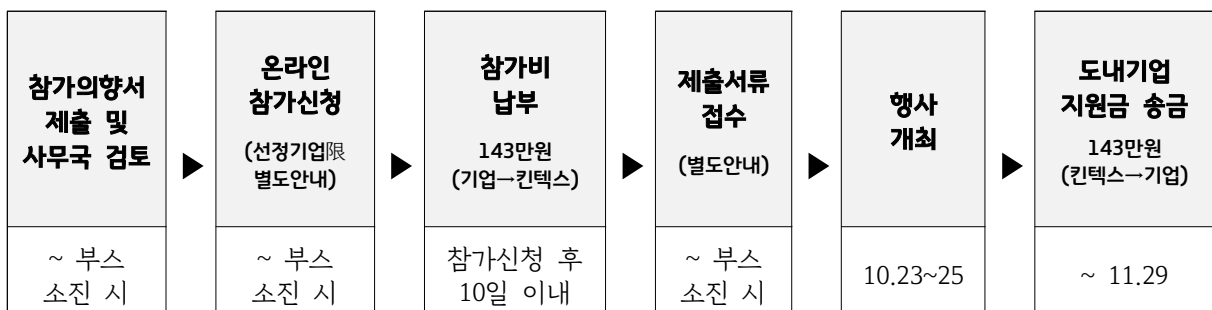 참가의향서
제출 및
사무국 검토
~ 부스
소진 시
▶
온라인
참가신청
(선정기업限
별도안내)
~ 부스
소진 시
▶
참가비
납부
143만원
(기업→킨텍스)
참가신청 후
10일 이내
▶
제출서류
접수
(별도안내)
~ 부스
소진 시
▶
행사
개최
10.23~25
▶
도내기업
지원금 송금
143만원
(킨텍스→기업)
~ 11.29